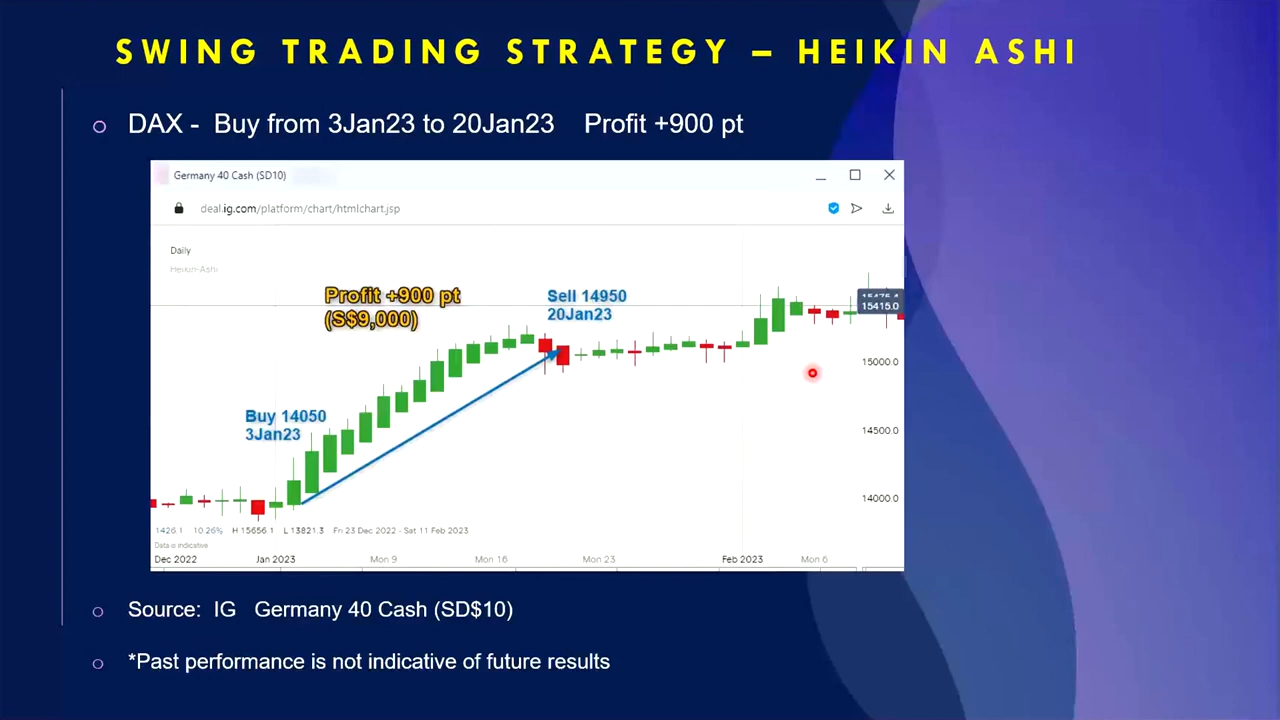 SWING TRADING STRATEGY – HEIKIN ASHI
DAX - Buy from 3Jan23 to 20Jan23 Profit +900 pt
Germany 40 Cash (SD10)
deal.ig.com/platform/chart/htmlchart.jsp
Daily
Heikin-Ashi
Profit +900 pt
(S$9,000)
Sell 14950
20Jan23
15415.0
15000.0
Buy 14050
3Jan23
14500.0
14000.0
1426.1 10.26% H 15656.1 L 13821.3 Fri 23 Dec 2022 - Sat 11 Feb 2023
Data is indicative
Dec 2022 Jan 2023 Mon 9 Mon 16 Mon 23 Feb 2023 Mon 6
Source: IG Germany 40 Cash (SD$10)
*Past performance is not indicative of future results